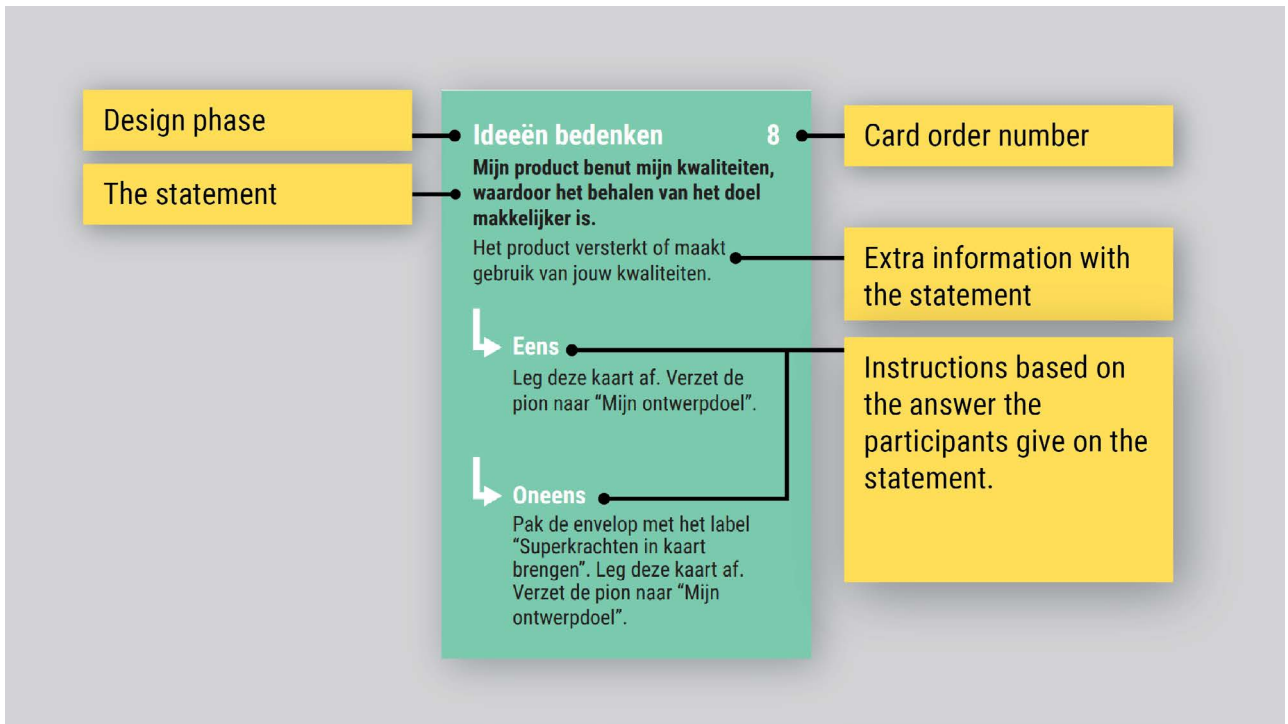 Design phase
The statement
Ideeën bedenken 8
Mijn product benut mijn kwaliteiten,
waardoor het behalen van het doel
makkelijker is.
Het product versterkt of maakt
gebruik van jouw kwaliteiten.
Eens
Leg deze kaart af. Verzet de
pion naar “Mijn ontwerpdoel”.
Oneens
Pak de envelop met het label
“Superkrachten in kaart
brengen”. Leg deze kaart af.
Verzet de pion naar “Mijn
ontwerpdoel”.
Card order number
Extra information with
the statement
Instructions based on
the answer the
participants give on the
statement.